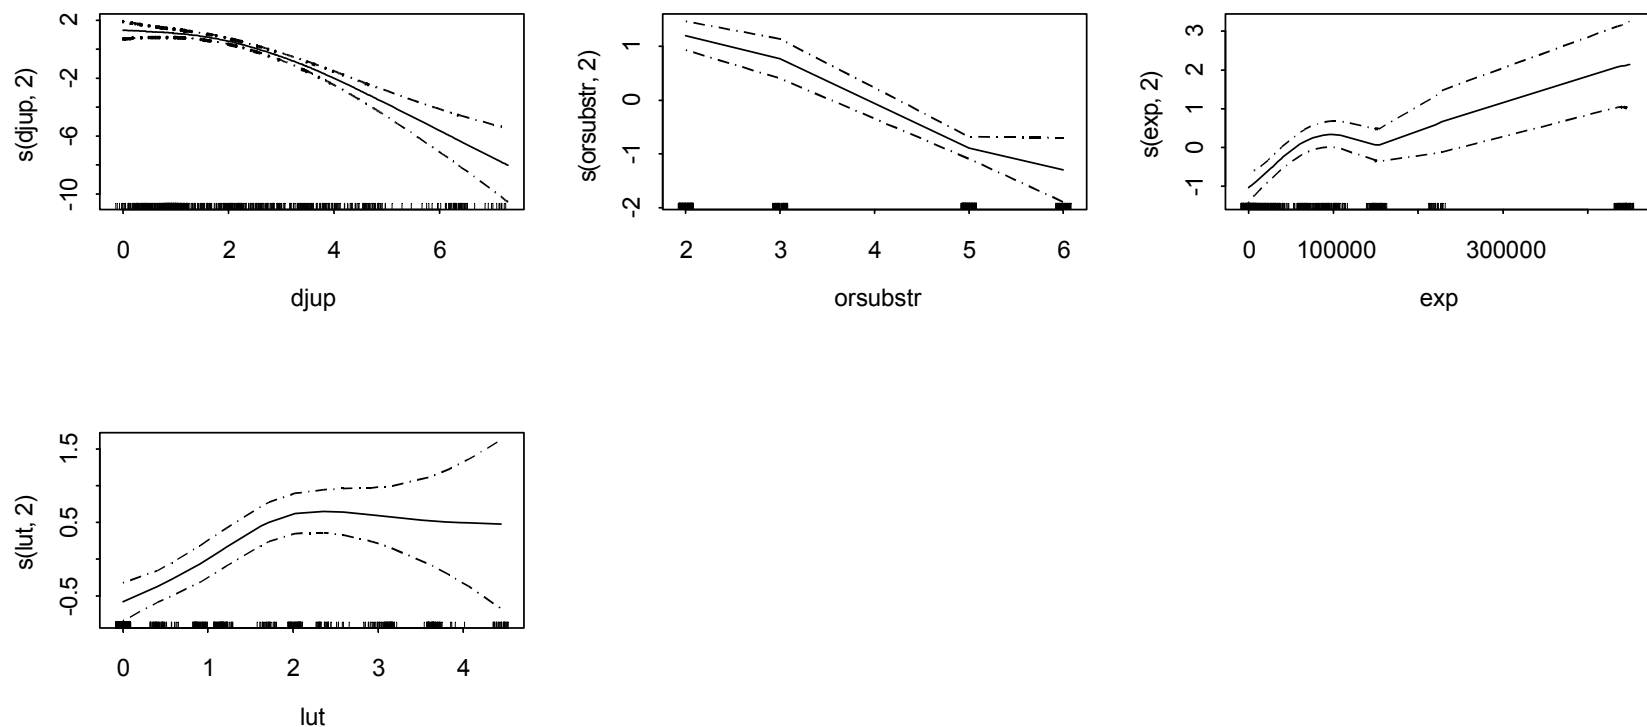 s(djup, 2)
2
-2
-6
-10
0 2 4 6
djup
s(orsubstr, 2)
1
0
-1
-2
2 3 4 5 6
orsubstr
s(exp, 2)
3
2
1
0
-1
0 100000 300000
exp
s(lut, 2)
1.5
0.5
-0.5
0 1 2 3 4
lut